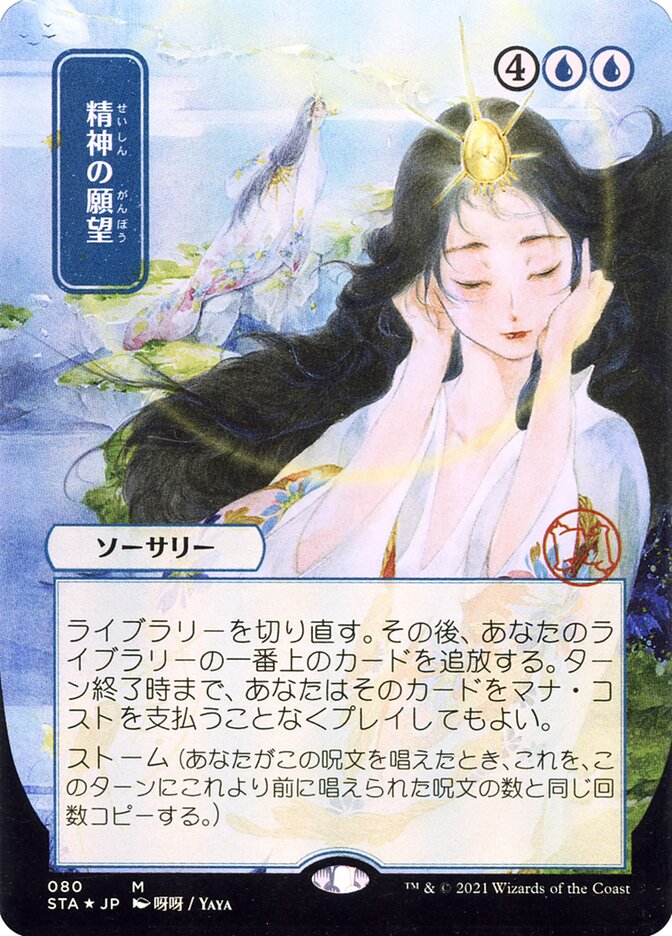 4
精神の願望
せいしん
がんぼう
ソーサリー
ライブラリーを切り直す。その後、あなたのラ
イブラリーの一番上のカードを追放する。ター
ン終了時まで、あなたはそのカードをマナ・コ
ストを支払うことなくプレイしてもよい。
ストーム（あなたがこの呪文を唱えたとき、これを、こ
のターンにこれより前に唱えられた呪文の数と同じ回
数コピーする。）
080 M
STA ★ JP 呀呀 / YAYA
™ & © 2021 Wizards of the Coast